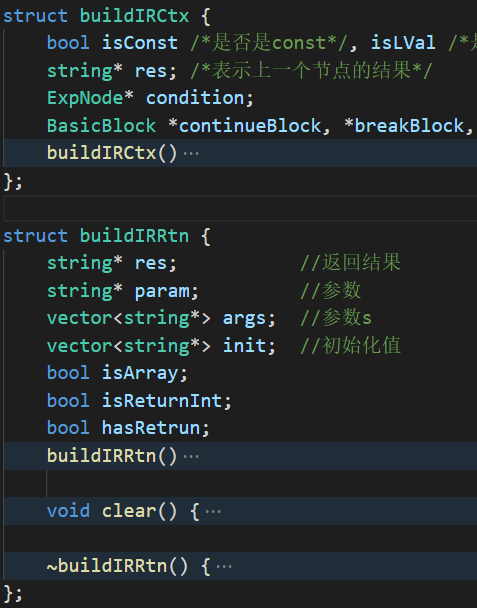 struct buildIRCtx {
bool isConst /*是否是const*/, isLVal /*
string* res; /*表示上一个节点的结果*/
ExpNode* condition;
BasicBlock *continueBlock, *breakBlock,
buildIRCtx()⋯
};
struct buildIRRtn {
string* res; //返回结果
string* param; //参数
vector<string*> args; //参数s
vector<string*> init; //初始化值
bool isArray;
bool isReturnInt;
bool hasRetrun;
buildIRRtn()⋯
void clear() {⋯
~buildIRRtn() {⋯
};